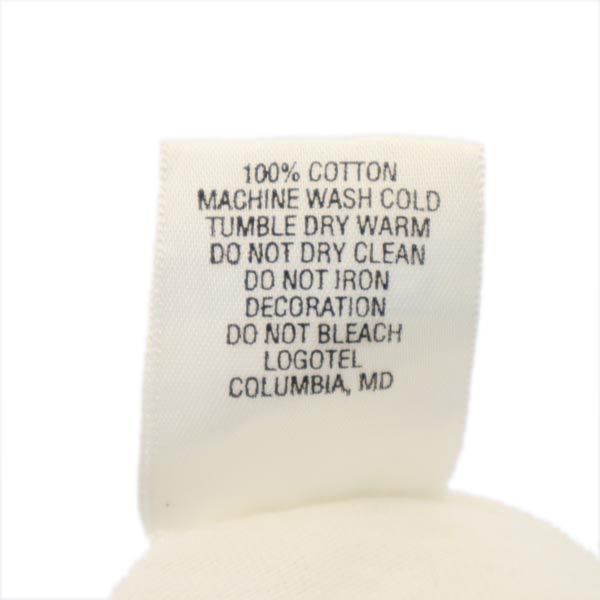 100% COTTON
MACHINE WASH COLD
TUMBLE DRY WARM
DO NOT DRY CLEAN
DO NOT IRON
DECORATION
DO NOT BLEACH
LOGOTEL
COLUMBIA, MD